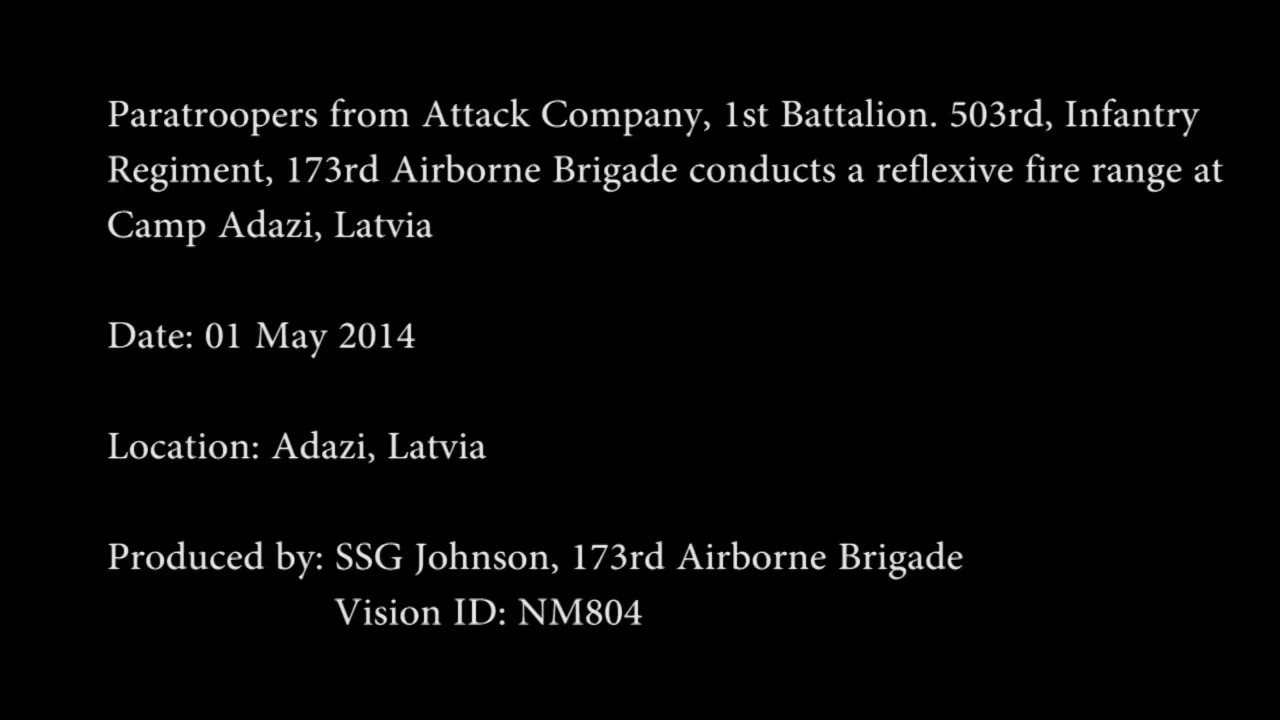 Paratroopers from Attack Company, 1st Battalion. 503rd, Infantry
Regiment, 173rd Airborne Brigade conducts a reflexive fire range at
Camp Adazi, Latvia
Date: 01 May 2014
Location: Adazi, Latvia
Produced by: SSG Johnson, 173rd Airborne Brigade
Vision ID: NM804